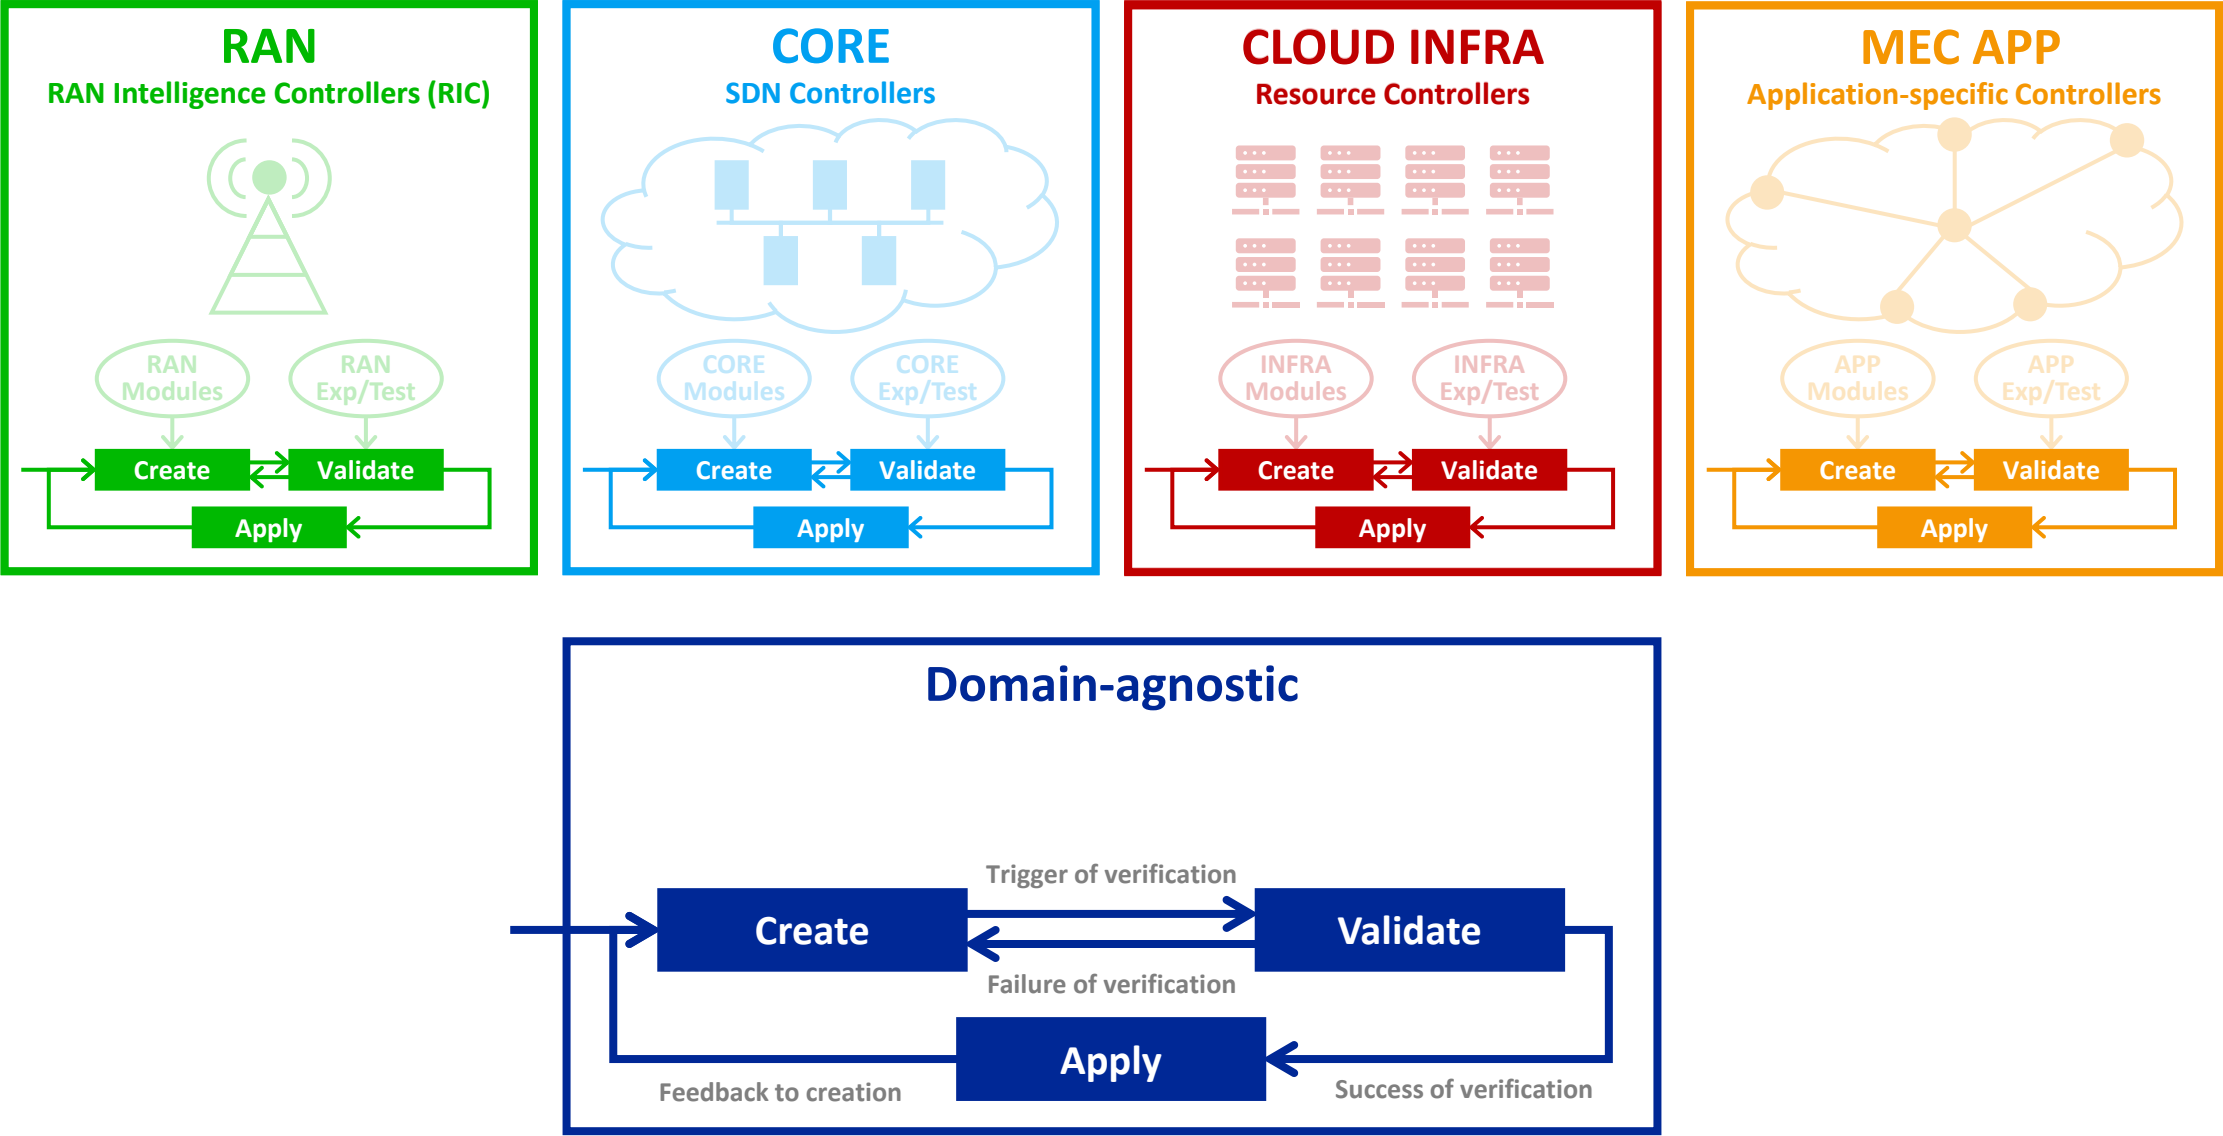 RAN
RAN Intelligence Controllers (RIC)
RAN
Modules
RAN
Exp/Test
Create
Validate
Apply
CORE
SDN Controllers
CORE
Modules
CORE
Exp/Test
Create
Validate
Apply
CLOUD INFRA
Resource Controllers
INFRA
Modules
INFRA
Exp/Test
Create
Validate
Apply
MEC APP
Application-specific Controllers
APP
Modules
APP
Exp/Test
Create
Validate
Apply
Domain-agnostic
Trigger of verification
Create
Validate
Failure of verification
Apply
Feedback to creation
Success of verification